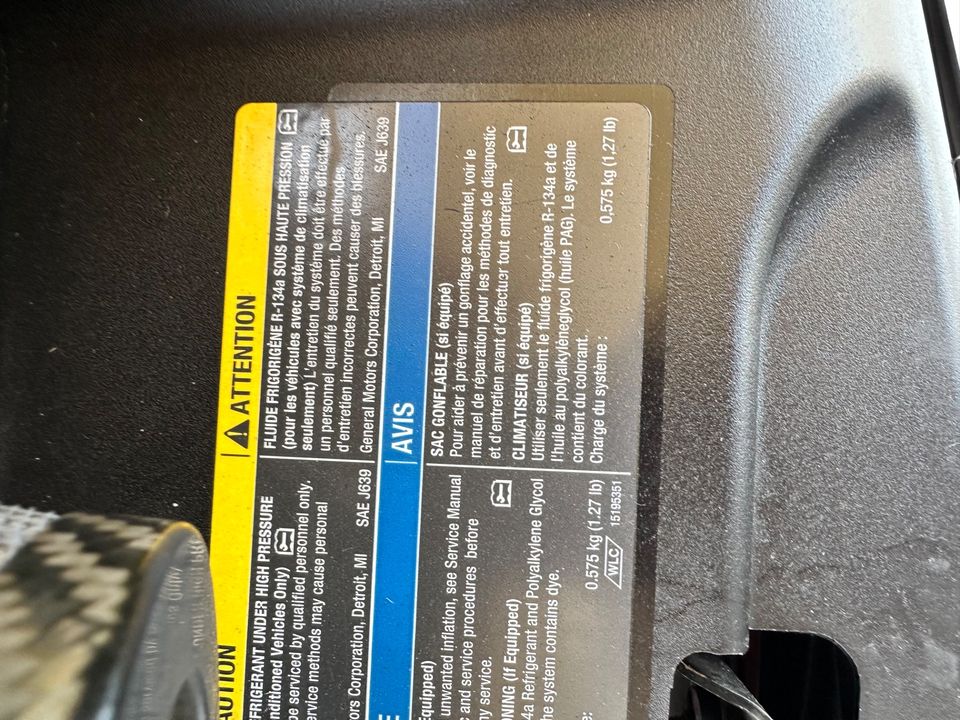 AUTION
FRIGERANT UNDER HIGH PRESSURE
nditioned Vehicles Only)
be serviced by qualified personnel only.
ervice methods may cause personal
ors Corporation, Detroit, MI SAE J639
E
Equipped)
unwanted inflation, see Service Manual
c and service procedures before
ny service.
ONING (If Equipped)
4a Refrigerant and Polyalkylene Glycol
he system contains dye.
e: 0.575 kg (1.27 lb)
WLC 15195351
ATTENTION
FLUIDE FRIGORIGÈNE R-134a SOUS HAUTE PRESSION
(pour les véhicules avec système de climatisation
seulement) L'entretien du système doit être effectué par
un personnel qualifié seulement. Des méthodes
d'entretien incorrectes peuvent causer des blessures.
General Motors Corporation, Detroit, MI SAE J639
AVIS
SAC GONFLABLE (si équipé)
Pour aider à prévenir un gonflage accidentel, voir le
manuel de réparation pour les méthodes de diagnostic
et d'entretien avant d'effectuer tout entretien.
CLIMATISEUR (si équipé)
Utiliser seulement le fluide frigorigène R-134a et de
l'huile au polyalkylèneglycol (huile PAG). Le système
contient du colorant.
Charge du système : 0,575 kg (1,27 lb)